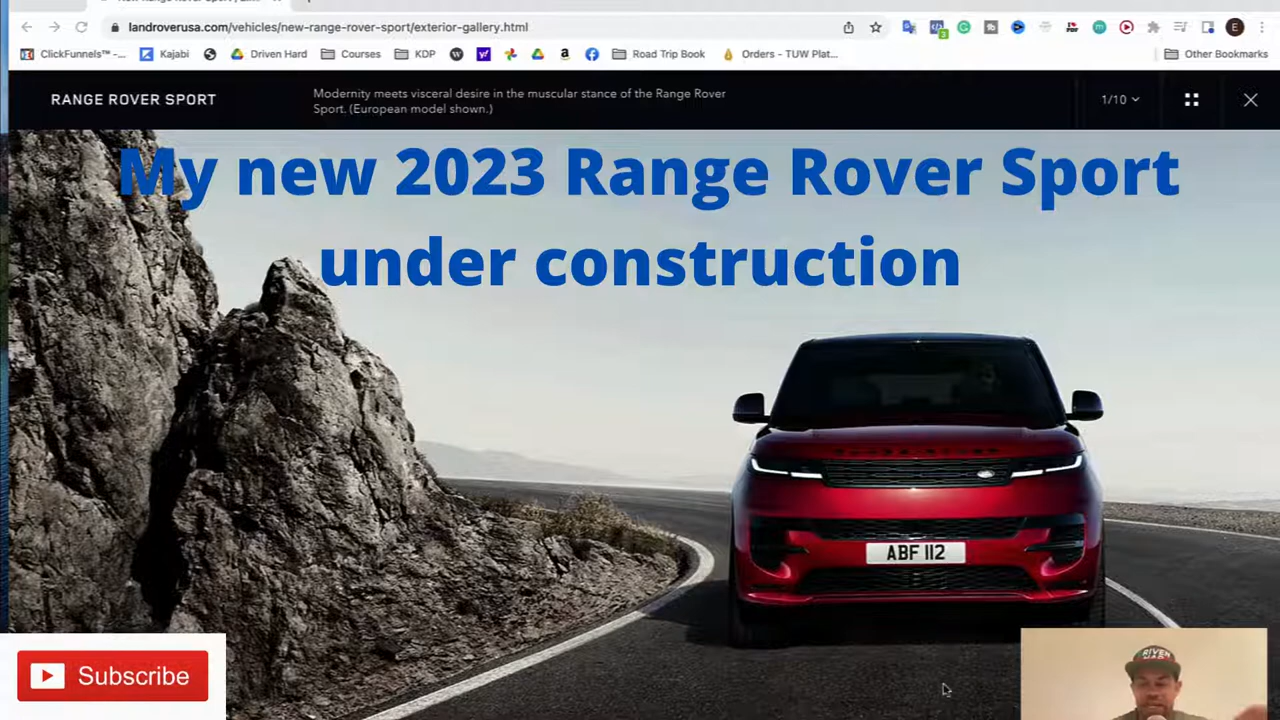 landroverusa.com/vehicles/new-range-rover-sport/exterior-gallery.html
E
3
ClickFunnels™-...
Kajabi
Driven Hard
Courses
KDP
Road Trip Book
Orders - TUW Plat...
Other Bookmarks
RANGE ROVER SPORT
Modernity meets visceral desire in the muscular stance of the Range Rover
Sport. (European model shown.)
1/10
My new 2023 Range Rover Sport
under construction
ABF 112
Subscribe